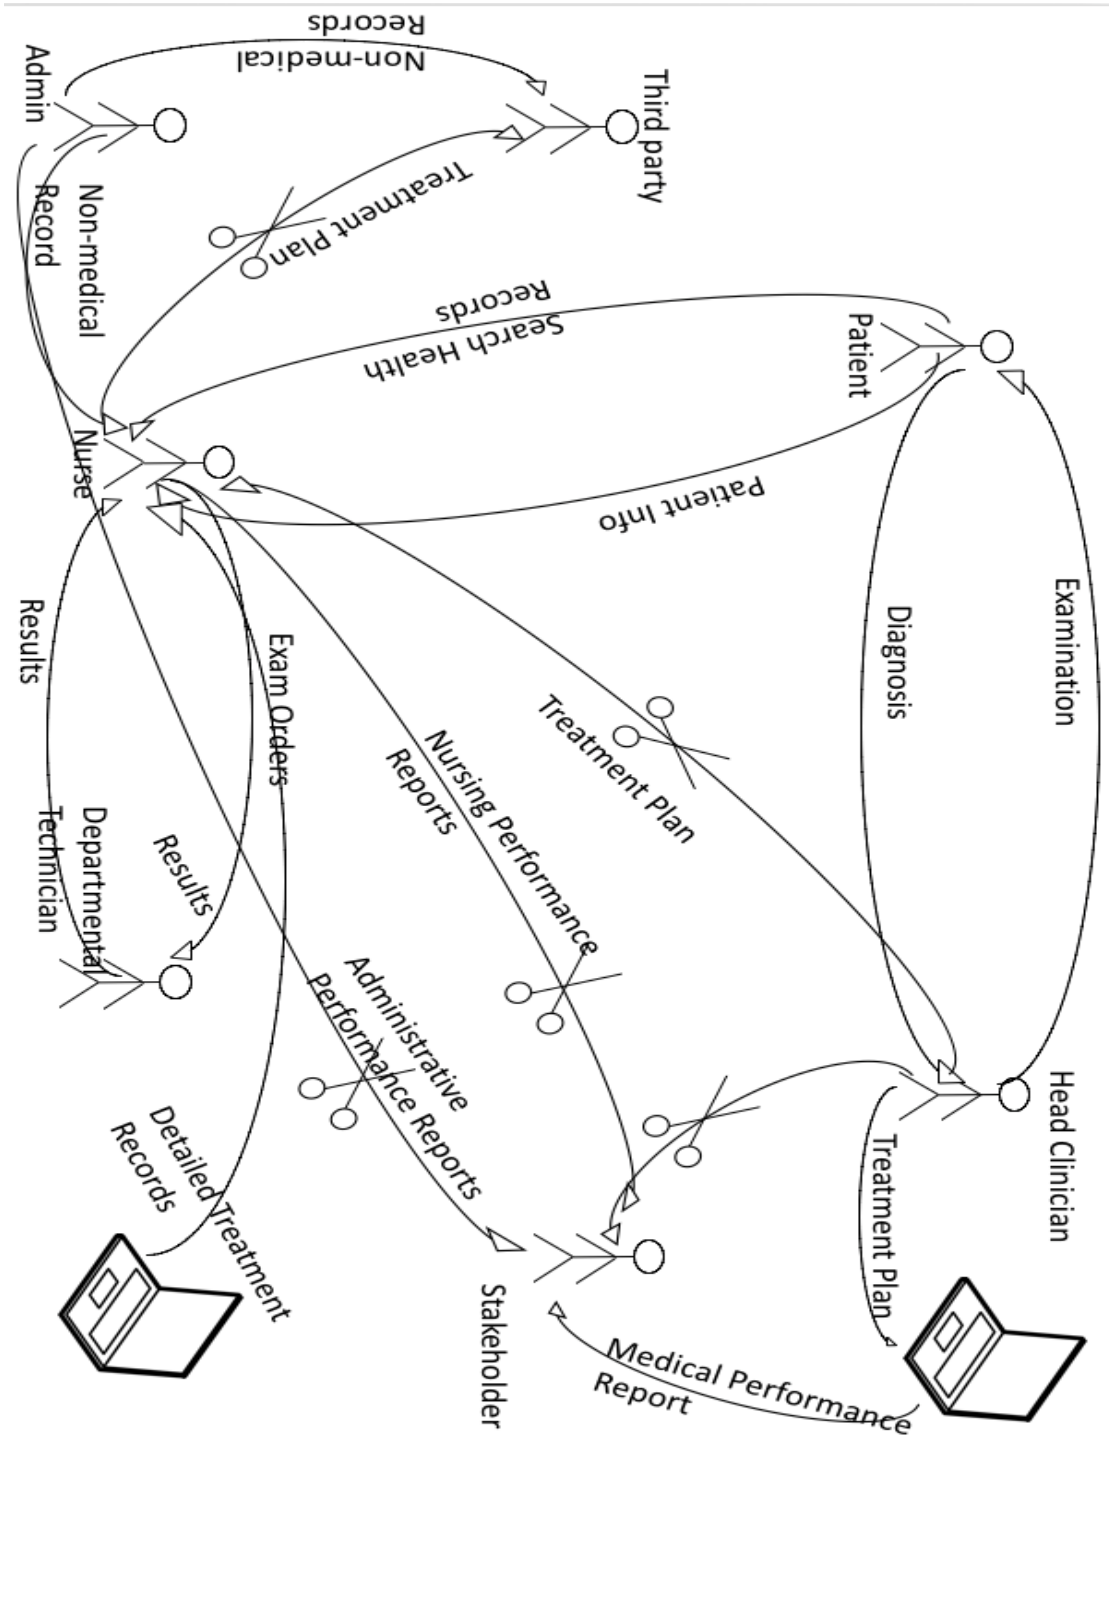 Head Clinician
Examination
Diagnosis
Patient
Treatment Plan
Medical Performance
Report
Third party
Patient Info
Treatment Plan
Search Health
Records
Stakeholder
Nursing Performance
Reports
Treatment Plan
Non-medical
Records
Administrative
Performance Reports
Exam Orders
Results
Detailed Treatment
Records
Non-medical
Record
Nurse
Departmental
Technician
Admin
Results